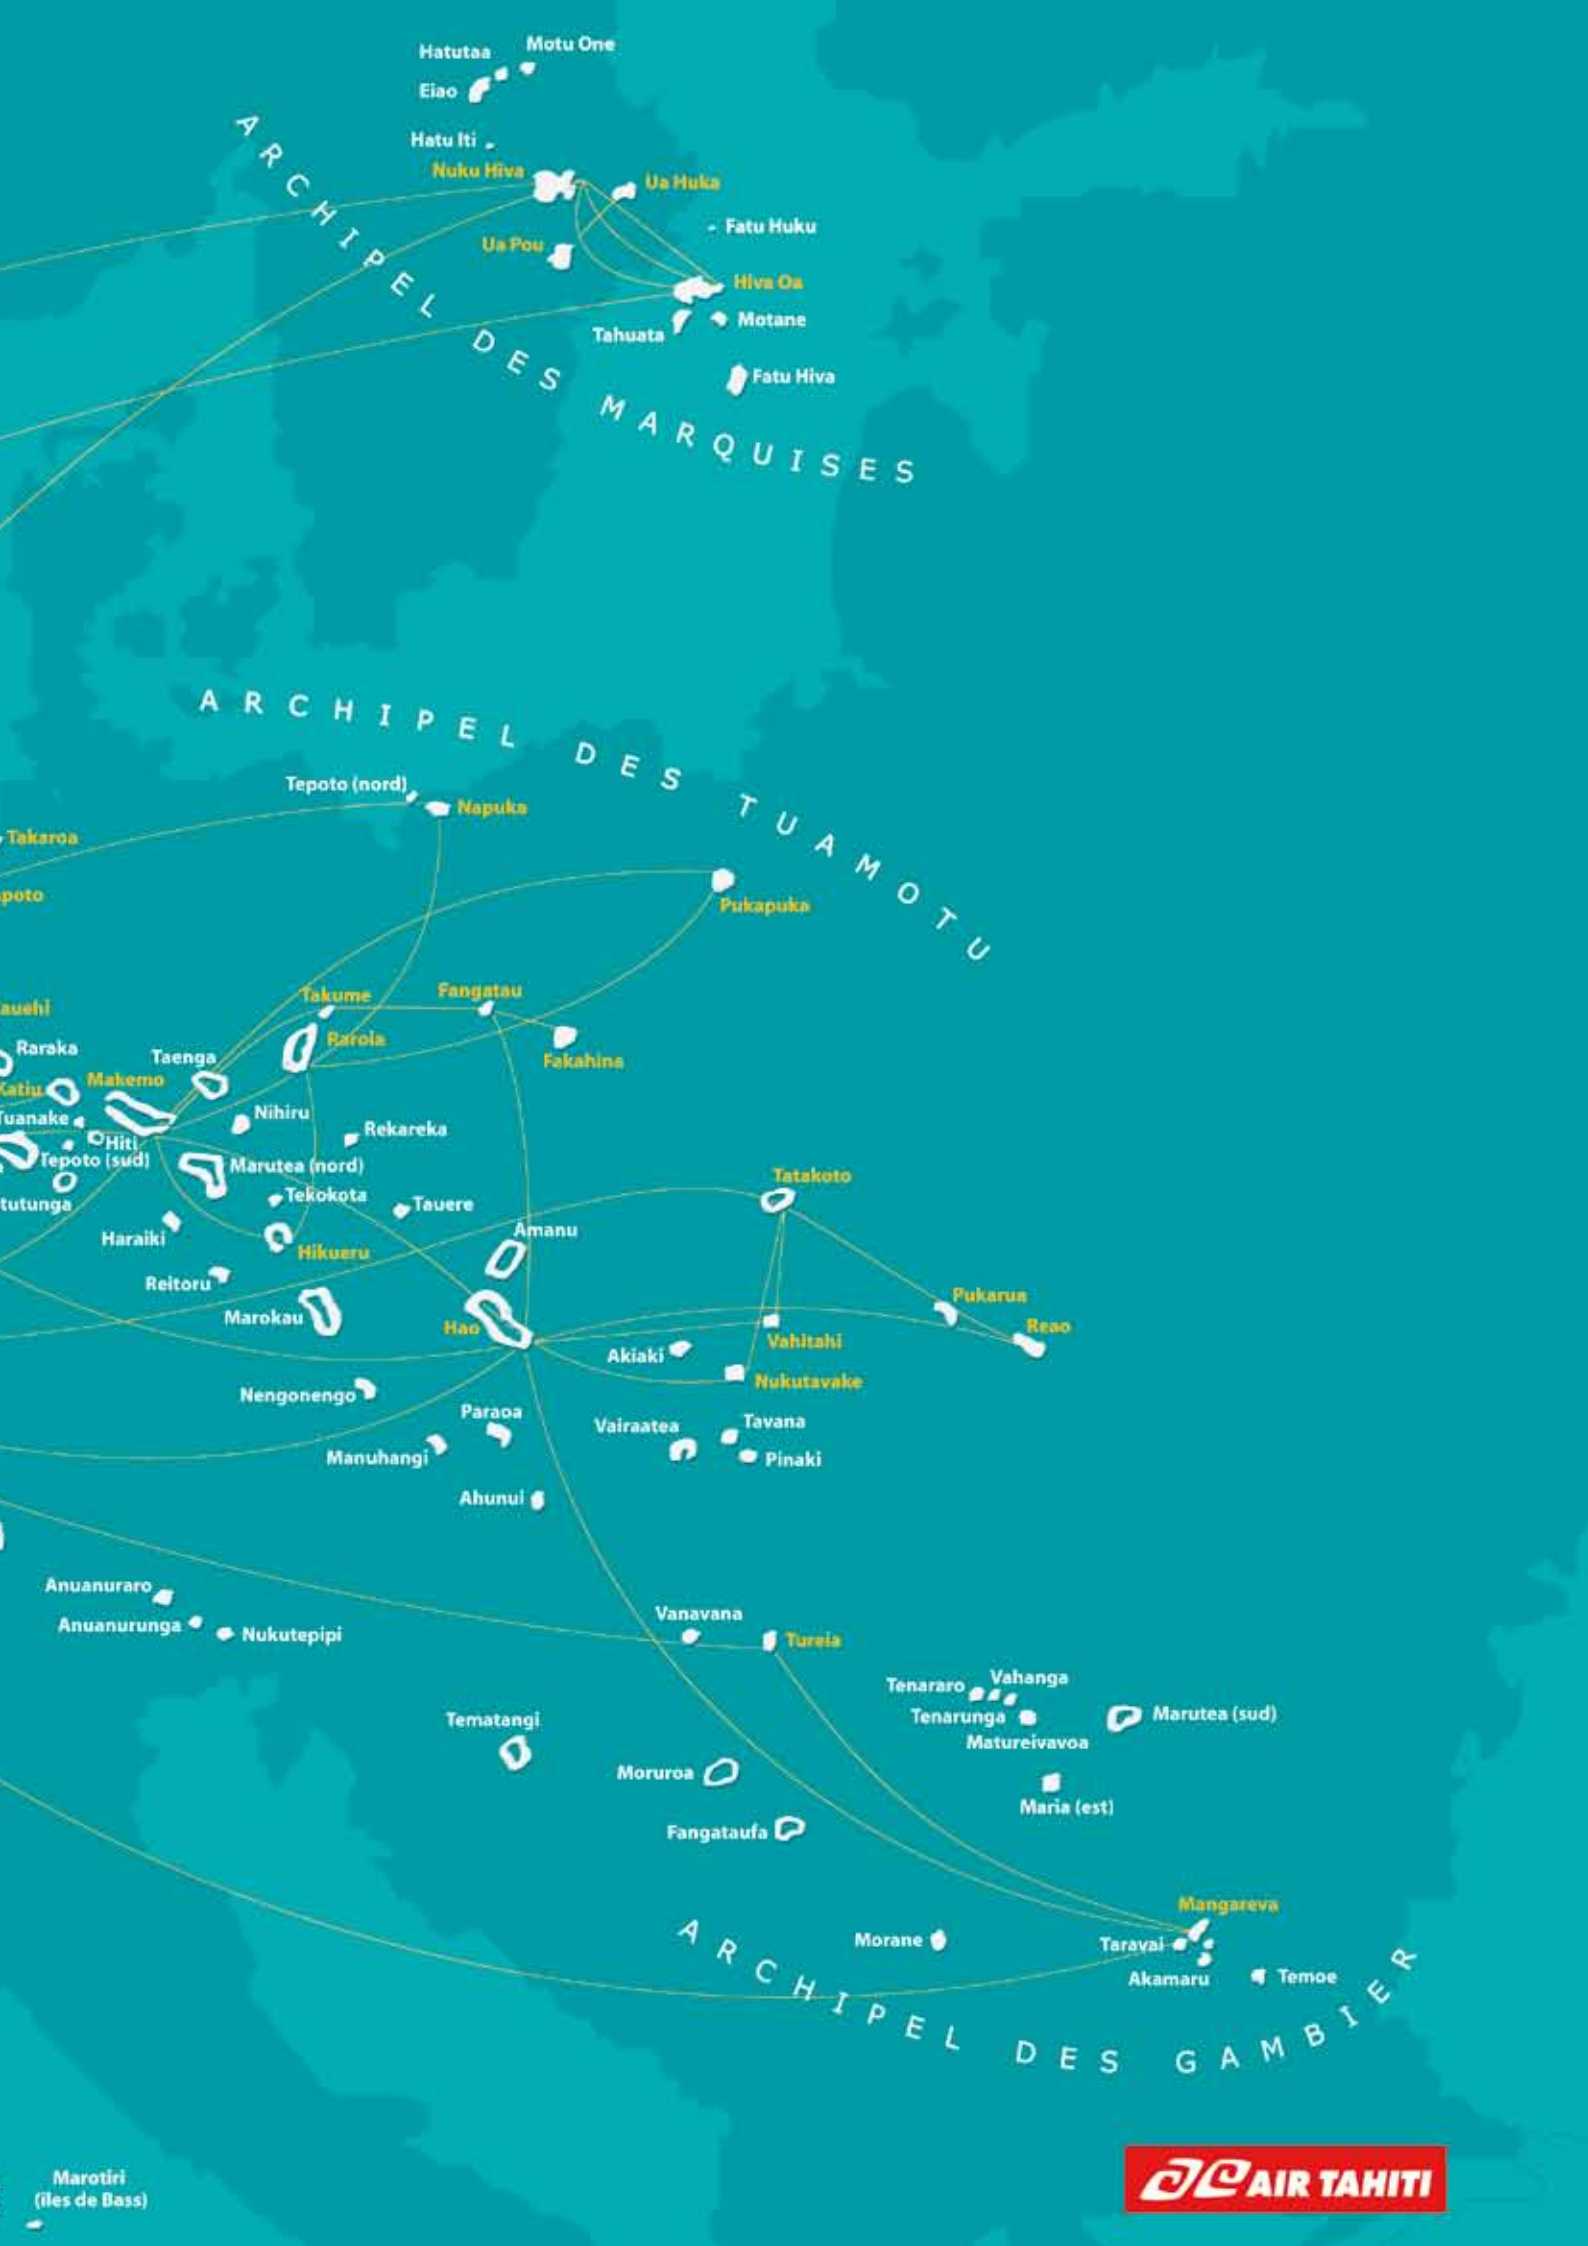 Hatutaa
Motu One
Eiao
Hatu Iti
Nuku Hiva
Ua Huka
Fatu Huku
Ua Pou
Hiva Oa
Motane
Tahuata
Fatu Hiva
ARCHIPEL DES MARQUISES
ARCHIPEL DES TUAMOTU
Tepoto (nord)
Napuka
Takaroa
poto
Pukapuka
Takume
Fangatau
auehi
Raroia
Raraka
Taenga
Fakahina
Makemo
Katiu
Nihiru
Tuanake
Rekareka
Hiti
Tepoto (sud)
Marutea (nord)
Tatakoto
Tekokota
tutunga
Tauere
Haraiki
Amanu
Hikueru
Reitoru
Pukarua
Marokau
Hao
Reao
Vahitahi
Akiaki
Nukutavake
Nengonengo
Paraoa
Vairaatea
Tavana
Manuhangi
Pinaki
Ahunui
Anuanuraro
Anuanurunga
Nukutepipi
Vanavana
Tureia
Tenararo
Vahanga
Tenarunga
Marutea (sud)
Matureivavoa
Tematangi
Moruroa
Maria (est)
Fangataufa
Mangareva
Morane
Taravai
Akamaru
Temoe
ARCHIPEL DES GAMBIER
Marotiri
(îles de Bass)
AIR TAHITI